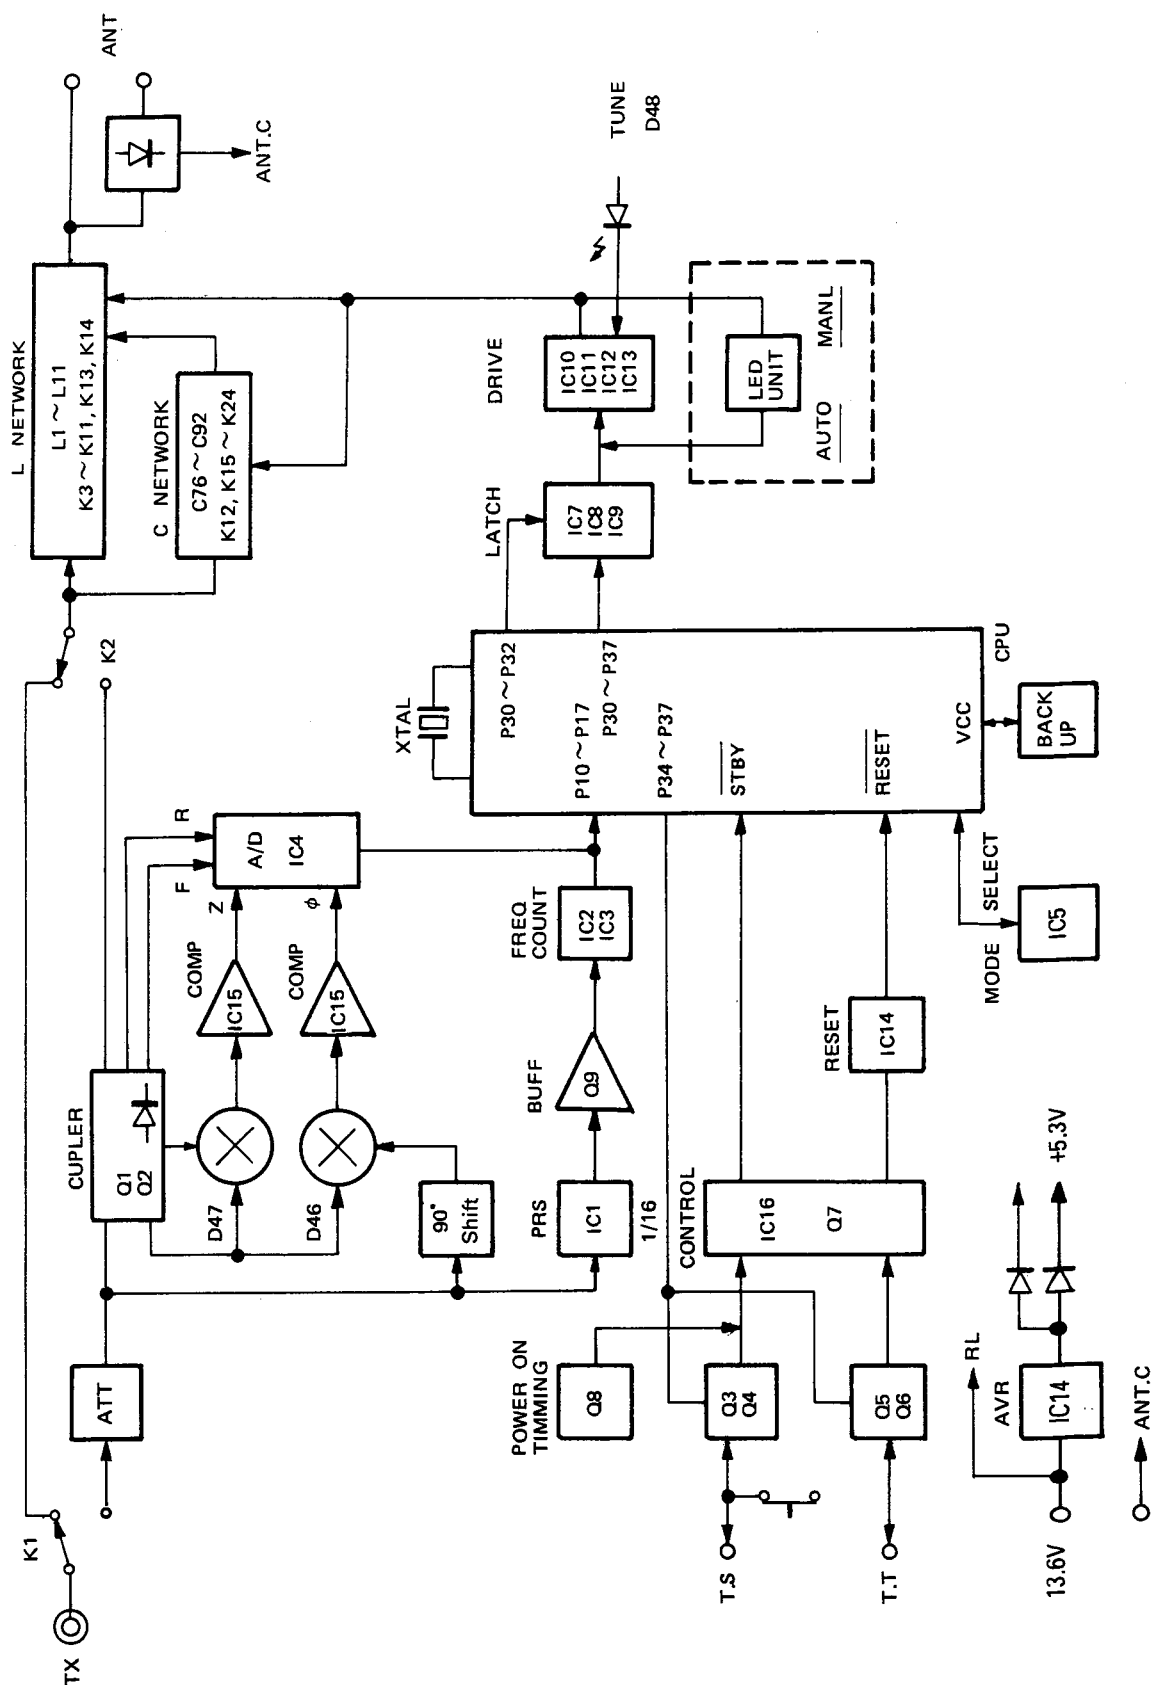 TX
K1
ATT
CUPLER
Q1
Q2
D47
D46
90° Shift
COMP
IC15
COMP
IC15
Z
φ
F
R
A/D
IC4
K2
L NETWORK
L1～L11
K3～K11, K13, K14
C NETWORK
C76～C92
K12, K15～K24
ANT
ANT.C
PRS
IC1
1/16
BUFF
Q9
FREQ
COUNT
IC2
IC3
XTAL
P30～P32
P10～P17
P30～P37
P34～P37
STBY
RESET
VCC
CPU
LATCH
IC7
IC8
IC9
DRIVE
IC10
IC11
IC12
IC13
TUNE
D48
LED
UNIT
AUTO
MANL
POWER ON
TIMMING
Q8
Q3
Q4
Q5
Q6
T.S
T.T
CONTROL
IC16
Q7
RESET
IC14
MODE SELECT
IC5
BACK
UP
13.6V
RL
AVR
IC14
+5.3V
ANT.C